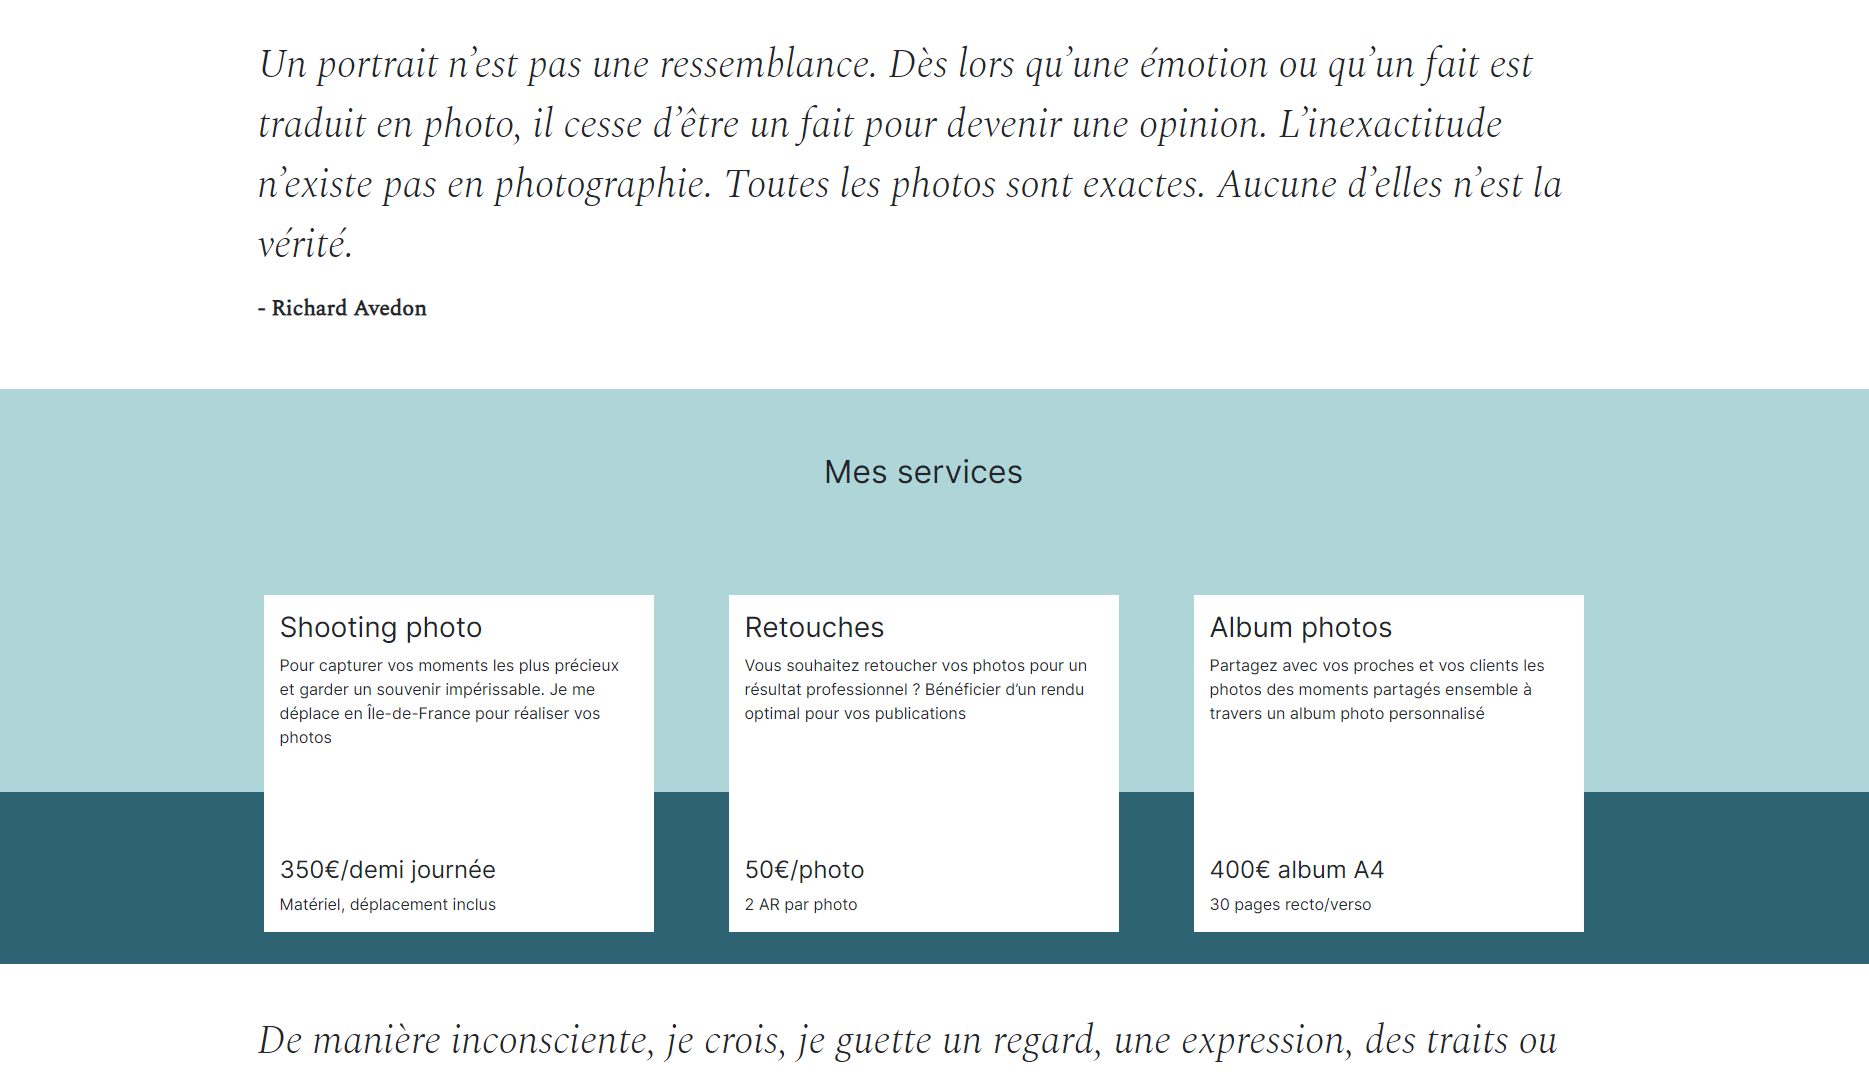 Un portrait n’est pas une ressemblance. Dès lors qu’une émotion ou qu’un fait est
traduit en photo, il cesse d’être un fait pour devenir une opinion. L’inexactitude
n’existe pas en photographie. Toutes les photos sont exactes. Aucune d’elles n’est la
vérité.
- Richard Avedon
Mes services
Shooting photo
Pour capturer vos moments les plus précieux
et garder un souvenir impérissable. Je me
déplace en Île-de-France pour réaliser vos
photos
350€/demi journée
Matériel, déplacement inclus
Retouches
Vous souhaitez retoucher vos photos pour un
résultat professionnel ? Bénéficier d’un rendu
optimal pour vos publications
50€/photo
2 AR par photo
Album photos
Partagez avec vos proches et vos clients les
photos des moments partagés ensemble à
travers un album photo personnalisé
400€ album A4
30 pages recto/verso
De manière inconsciente, je crois, je guette un regard, une expression, des traits ou